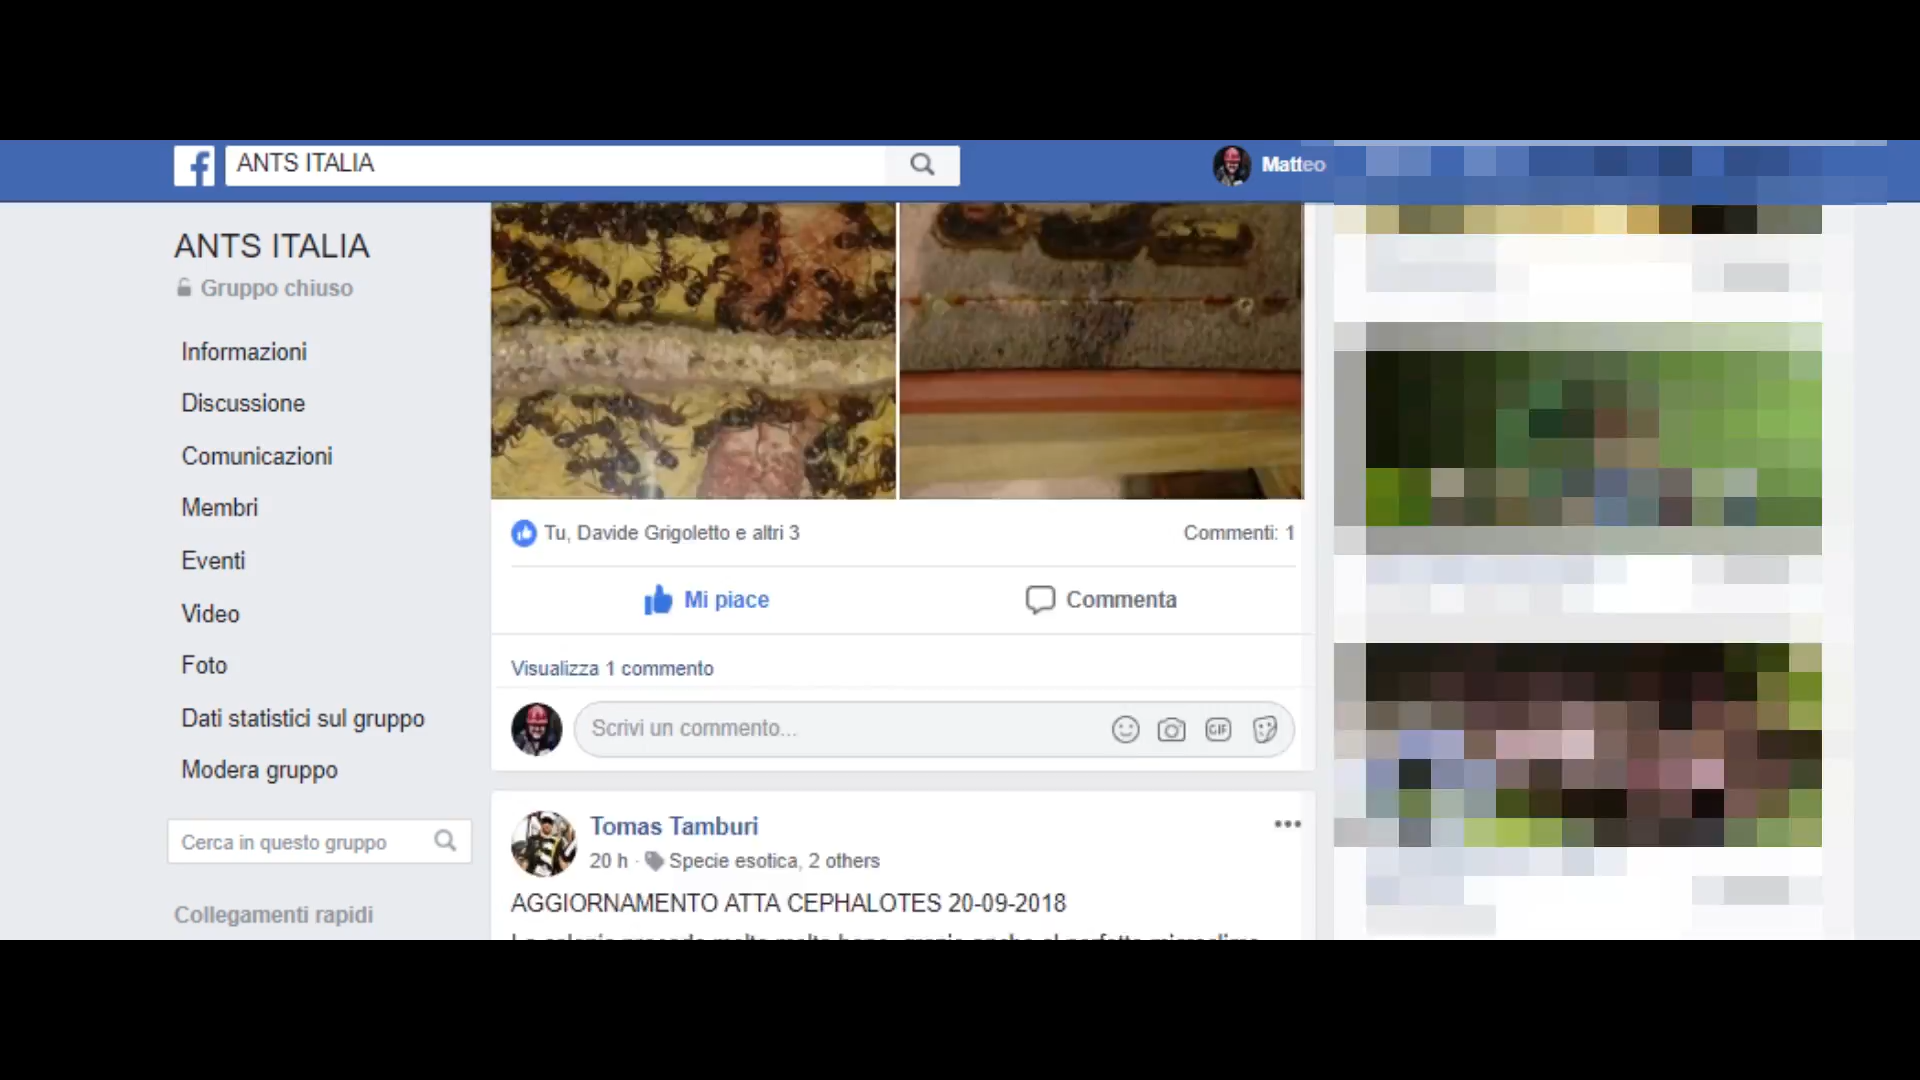 ANTS ITALIA
Matteo
ANTS ITALIA
Gruppo chiuso
Informazioni
Discussione
Comunicazioni
Membri
Eventi
Video
Foto
Dati statistici sul gruppo
Modera gruppo
Cerca in questo gruppo
Collegamenti rapidi
Tu, Davide Grigoletto e altri 3
Commenti: 1
Mi piace
Commenta
Visualizza 1 commento
Scrivi un commento...
GIF
Tomas Tamburi
20 h · Specie esotica, 2 others
AGGIORNAMENTO ATTA CEPHALOTES 20-09-2018